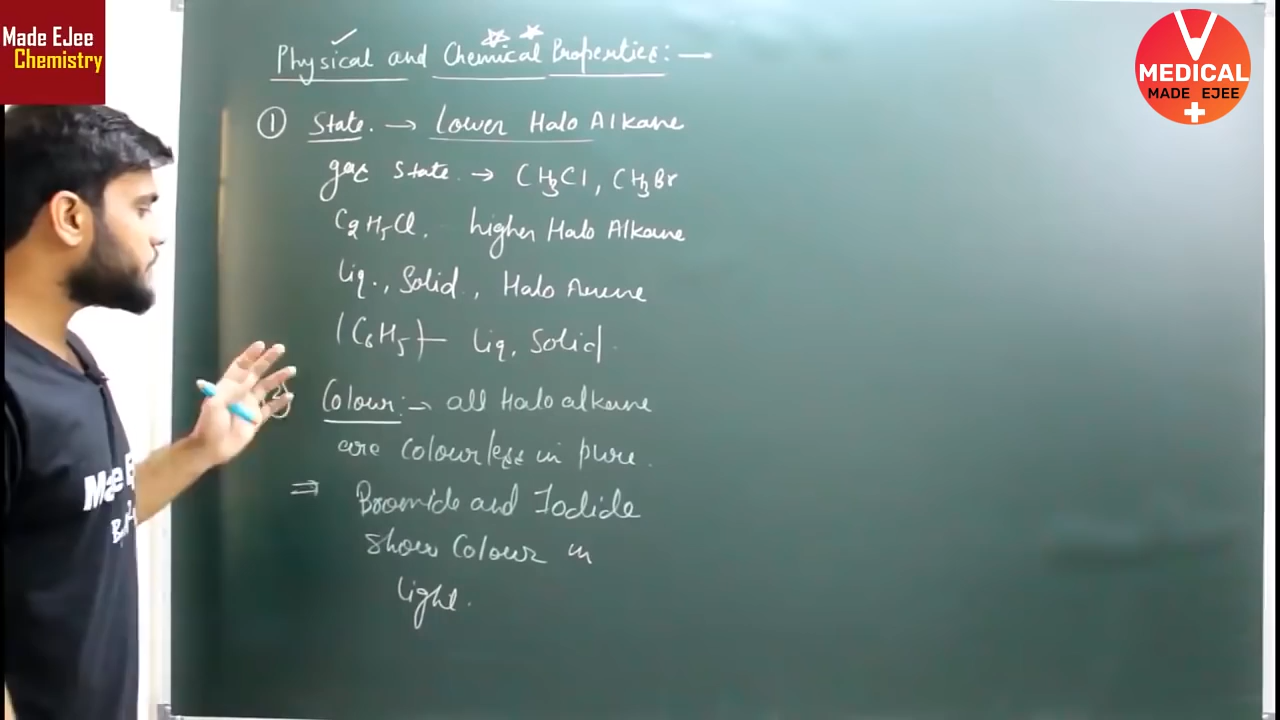 Made EJee
Chemistry
V
MEDICAL
MADE EJEE
Physical and Chemical Properties:—
① State. → Lower Halo Alkane
gas state → CH3Cl, CH3Br
C2H5Cl. higher Halo Alkane
liq., Solid, Halo Arene
(C6H5)— liq, Solid.
2) Colour:→ all Halo alkane
are colourless in pure.
⇒ Bromide and Iodide
show Colour in
light.